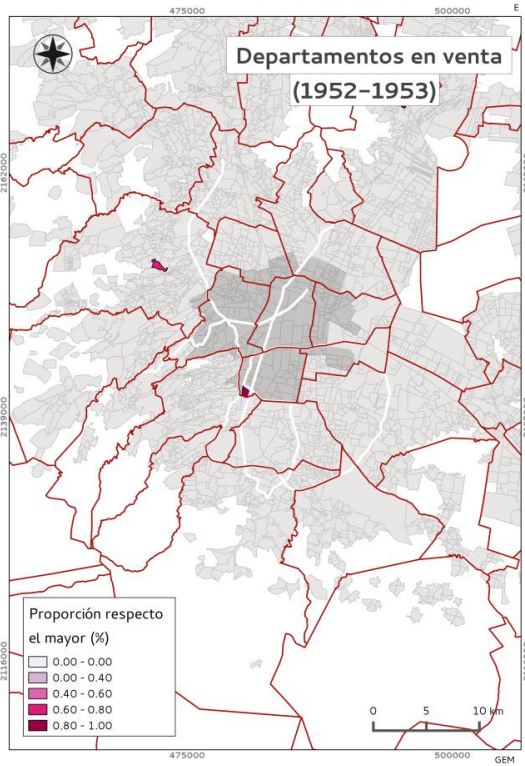 475000
500000
E
Departamentos en venta
(1952-1953)
2162000
2139000
2116000
Proporción respecto
el mayor (%)
0.00 - 0.00
0.00 - 0.40
0.40 - 0.60
0.60 - 0.80
0.80 - 1.00
0 5 10 km
475000
500000
GEM